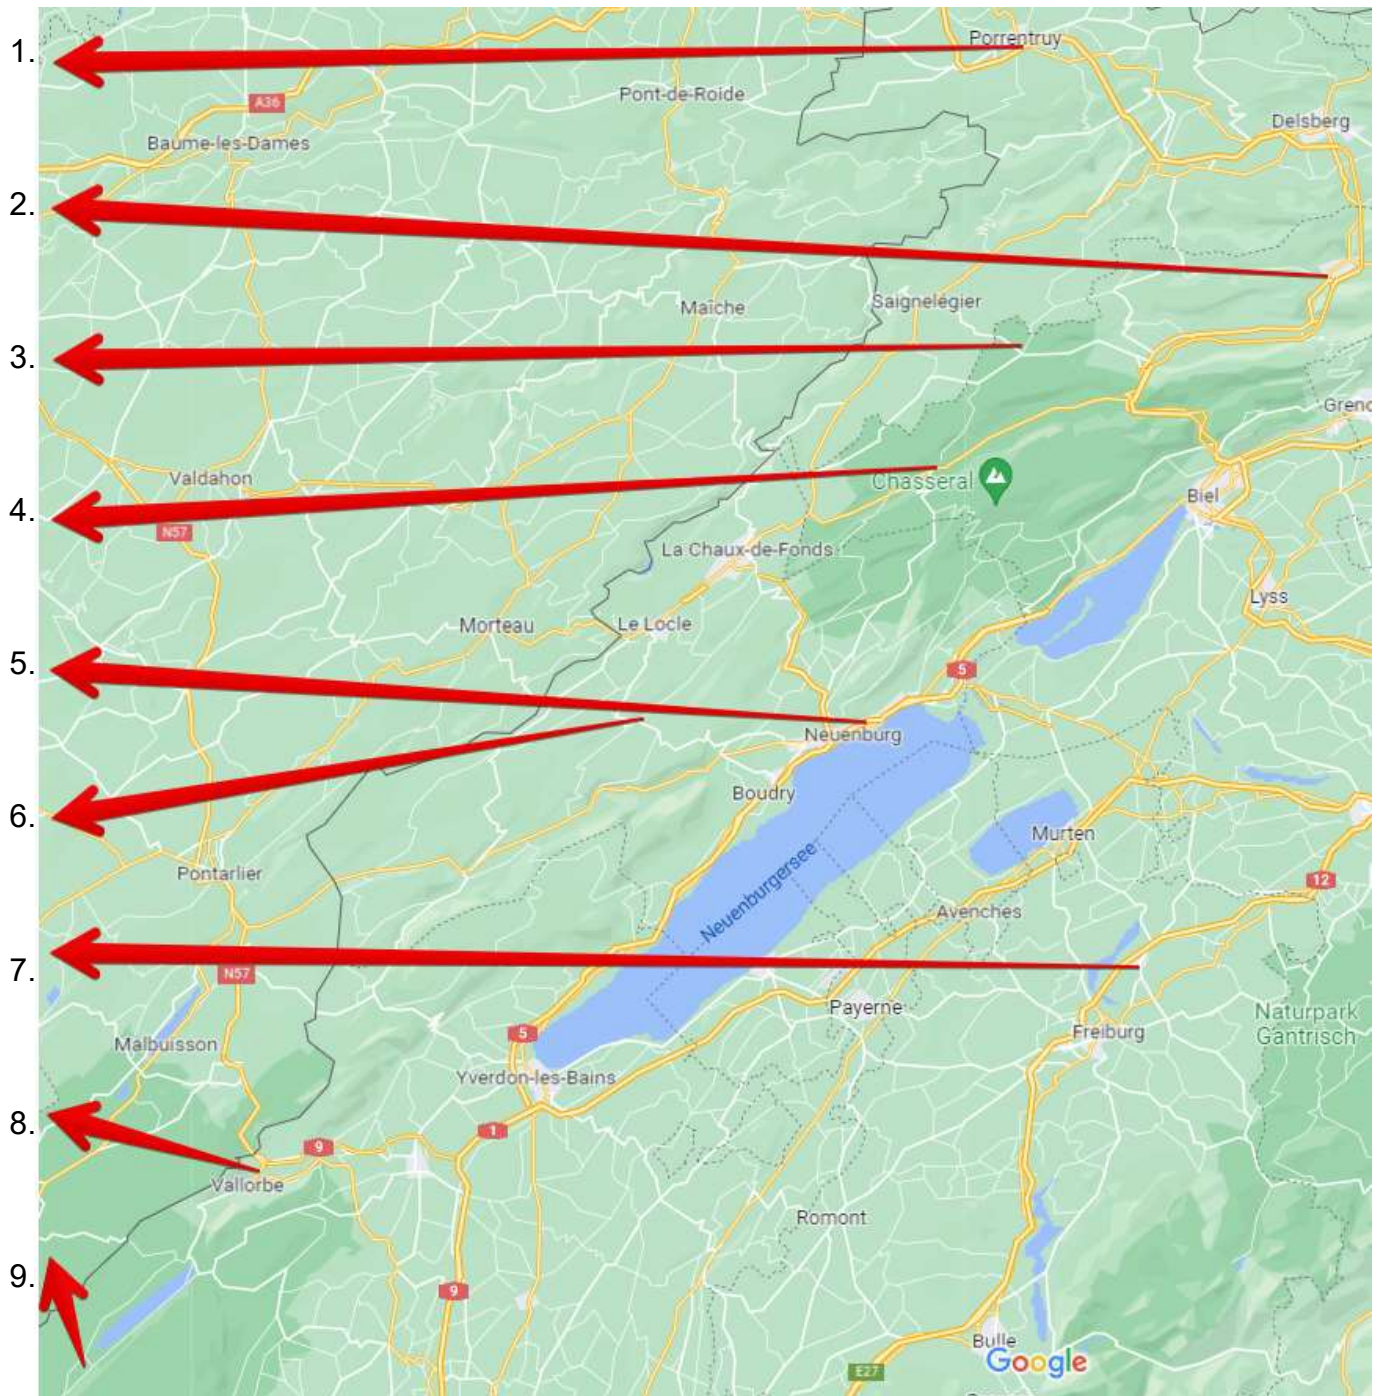 1.
Porrentruy
Pont-de-Roide
A36
Delsberg
Baume-les-Dames
2.
Saignelégier
Maîche
3.
Grenc
Valdahon
Chasseral
Biel
4.
N57
La Chaux-de-Fonds
Lyss
Morteau
Le Locle
5.
5
Neuenburg
Boudry
6.
Murten
Neuenburgersee
Pontarlier
12
Avenches
7.
N57
Payerne
Naturpark
Gantrisch
Malbuisson
5
Freiburg
Yverdon-les-Bains
8.
1
9
Vallorbe
Romont
9.
9
Bulle
Google
E27